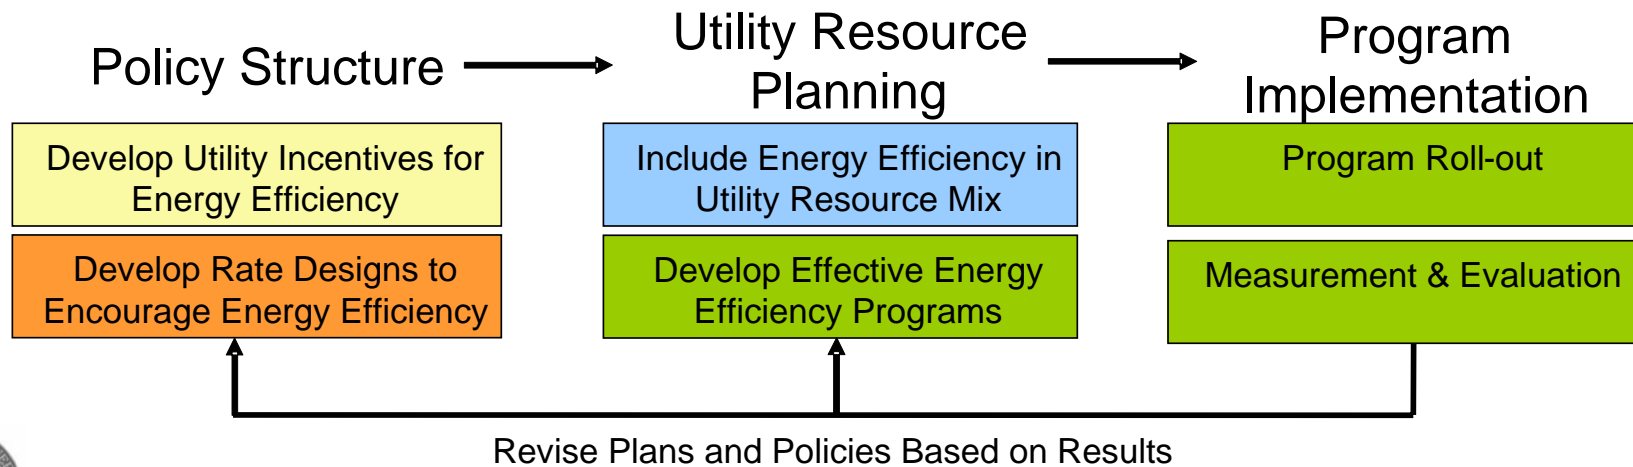 Policy Structure
Utility Resource
Planning
Program
Implementation
Develop Utility Incentives for
Energy Efficiency
Include Energy Efficiency in
Utility Resource Mix
Program Roll-out
Develop Rate Designs to
Encourage Energy Efficiency
Develop Effective Energy
Efficiency Programs
Measurement & Evaluation
Revise Plans and Policies Based on Results